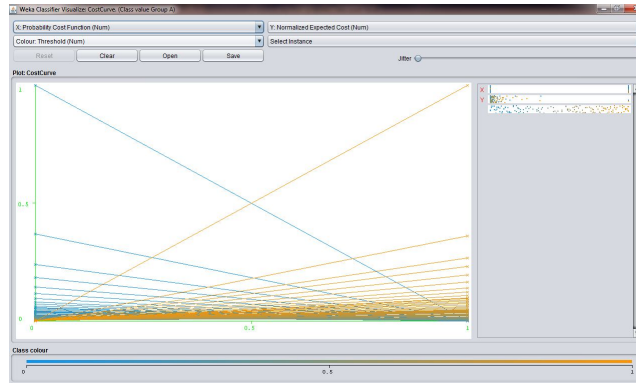 Weka Classifier Visualize: CostCurve. (Class value Group A)
X: Probability Cost Function (Num)
Y: Normalized Expected Cost (Num)
Colour: Threshold (Num)
Select Instance
Reset
Clear
Open
Save
Jitter
Plot: CostCurve
1
0.5
0
0
0.5
1
X
Y
Class colour
0
0.5
1